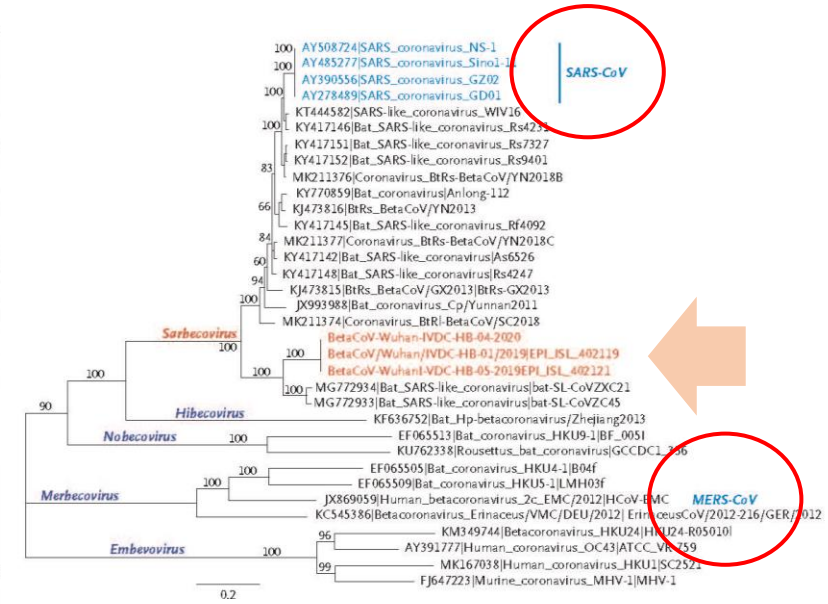 100 AY508724|SARS_coronavirus_NS-1
100 AY485277|SARS_coronavirus_Sino1-11
AY390556|SARS_coronavirus_GZ02
SARS-CoV
100 AY278489|SARS_coronavirus_GD01
KT444582|SARS-like_coronavirus_WIV16
100 KY417146|Bat_SARS-like_coronavirus_Rs4231
KY417151|Bat_SARS-like_coronavirus_Rs7327
KY417152|Bat_SARS-like_coronavirus_Rs9401
83 MK211376|Coronavirus_BtRs-BetaCoV/YN2018B
KY770859|Bat_coronavirus|Anlong-112
66 KJ473816|BtRs_BetaCoV/YN2013
KY417145|Bat_SARS-like_coronavirus_Rf4092
84 MK211377|Coronavirus_BtRs-BetaCoV/YN2018C
60 KY417142|Bat_SARS-like_coronavirus|As6526
KY417148|Bat_SARS-like_coronavirus|Rs4247
94 KJ473815|BtRs_BetaCoV/GX2013|BtRs-GX2013
100 JX993988|Bat_coronavirus_Cp/Yunnan2011
MK211374|Coronavirus_BtRl-BetaCoV/SC2018
Sarbecovirus
100 BetaCoV-Wuhan-IVDC-HB-04-2020
100 BetaCoV/Wuhan/IVDC-HB-01/2019|EPI_ISL_402119
100 BetaCoV-WuhanI-VDC-HB-05-2019EPI_ISL_402121
100 MG772934|Bat_SARS-like_coronavirus|bat-SL-CoVZXC21
MG772933|Bat_SARS-like_coronavirus|bat-SL-CoVZC45
90 Hibecovirus KF636752|Bat_Hp-betacoronavirus/Zhejiang2013
Nobecovirus 100 EF065513|Bat_coronavirus_HKU9-1|BF_005I
KU762338|Rousettus_bat_coronavirus|GCCDC1_356
100 EF065505|Bat_coronavirus_HKU4-1|B04f
100 EF065509|Bat_coronavirus_HKU5-1|LMH03f
Merbecovirus JX869059|Human_betacoronavirus_2c_EMC/2012|HCoV-EMC MERS-CoV
KC545386|Betacoronavirus_Erinaceus/VMC/DEU/2012| ErinaceusCoV/2012-216/GER/2012
96 KM349744|Betacoronavirus_HKU24|HKU24-R05010I
Embevovirus 100 AY391777|Human_coronavirus_OC43|ATCC_VR-759
99 MK167038|Human_coronavirus_HKU1|SC2521
FJ647223|Murine_coronavirus_MHV-1|MHV-1
0.2